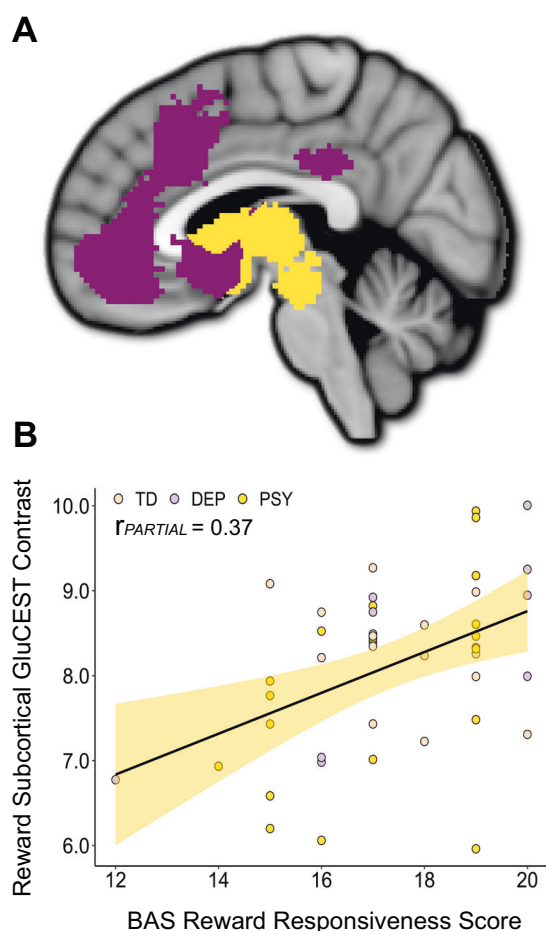 A
B
TD DEP PSY
rPARTIAL = 0.37
Reward Subcortical GluCEST Contrast
10.0
9.0
8.0
7.0
6.0
12 14 16 18 20
BAS Reward Responsiveness Score